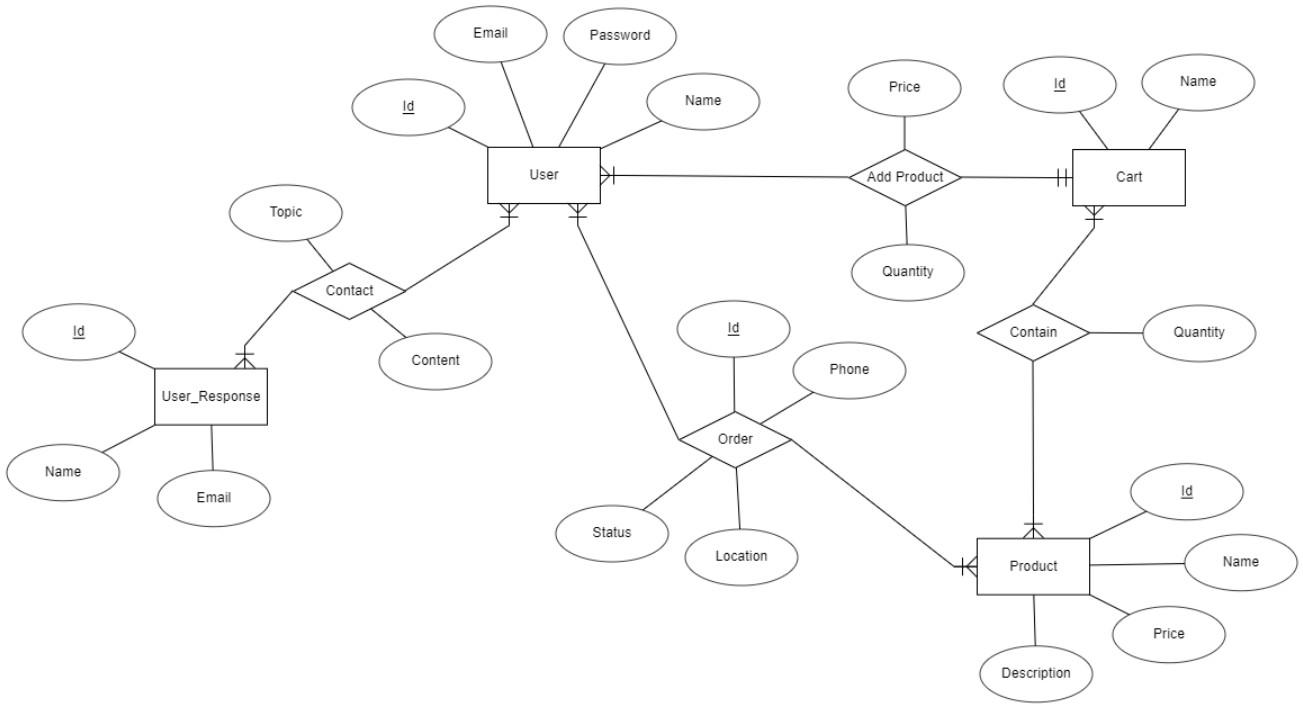 Email
Password
Id
Name
User
Price
Id
Name
Add Product
Cart
Quantity
Topic
Contact
Content
Id
User_Response
Name
Email
Id
Phone
Order
Status
Location
Contain
Quantity
Id
Product
Name
Price
Description